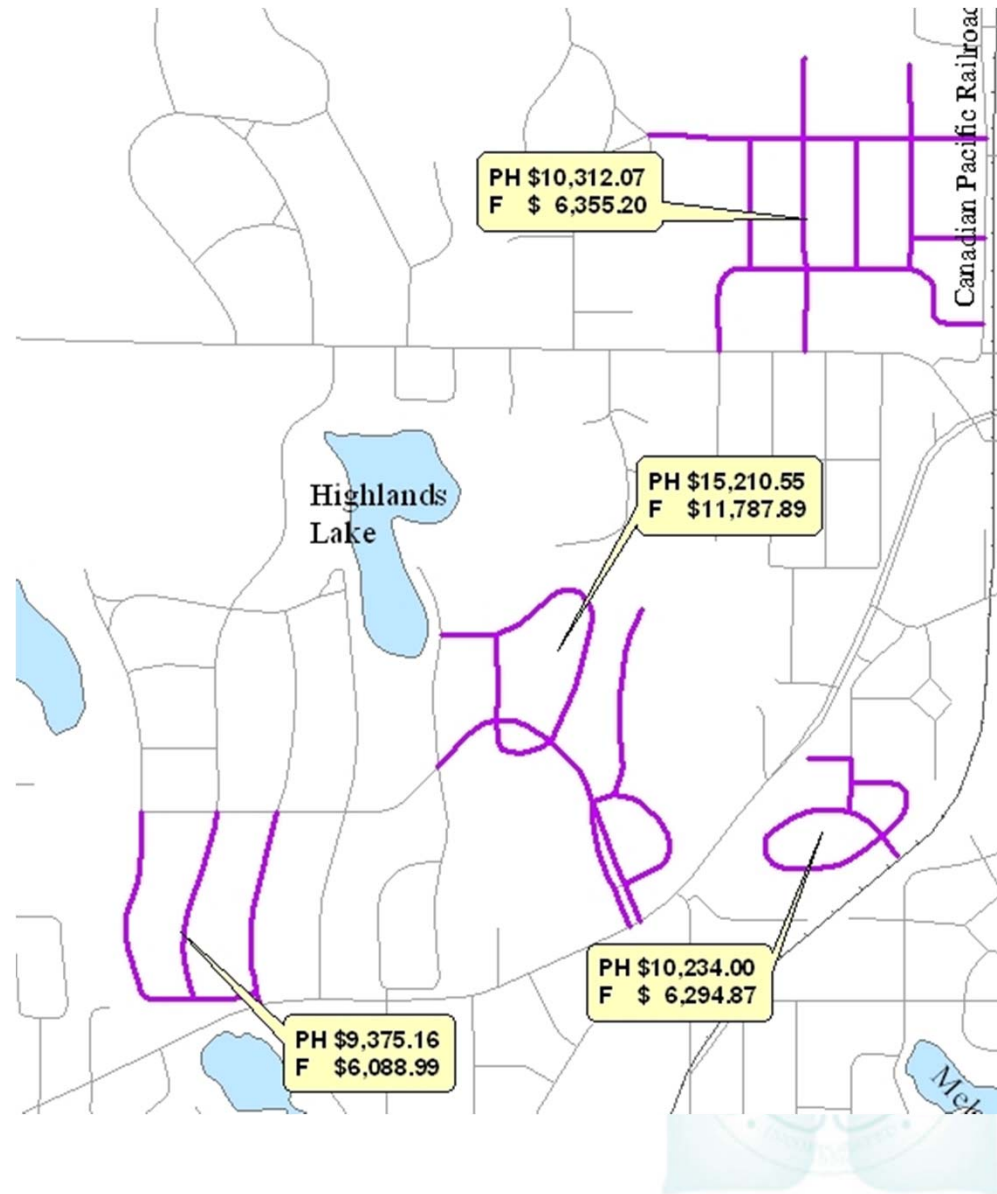 Canadian Pacific Railroad
PH $10,312.07
F $ 6,355.20
PH $15,210.55
F $11,787.89
Highlands
Lake
PH $10,234.00
F $ 6,294.87
PH $9,375.16
F $6,088.99